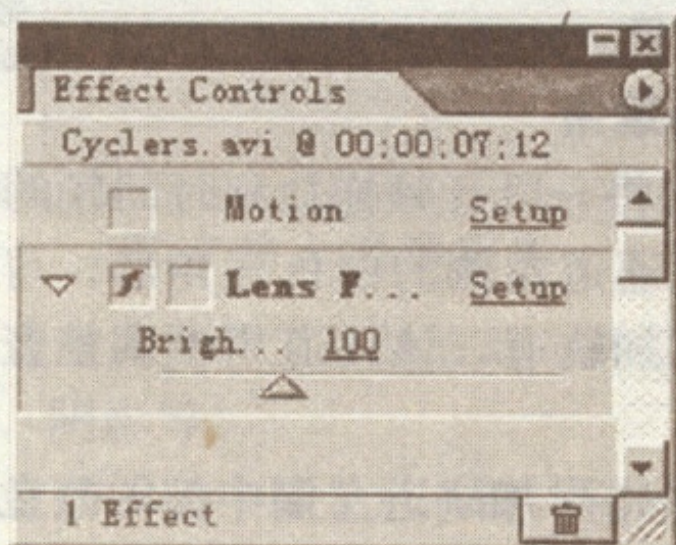 Effect Controls
Cyclers.avi @ 00;00;07;12
Motion Setup
f Lens F... Setup
Brigh... 100
1 Effect